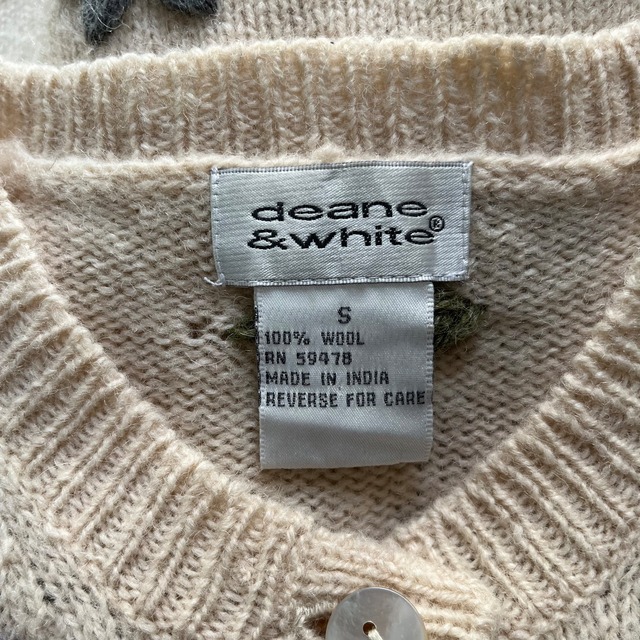 deane
&white®
S
100% WOOL
RN 59478
MADE IN INDIA
REVERSE FOR CARE